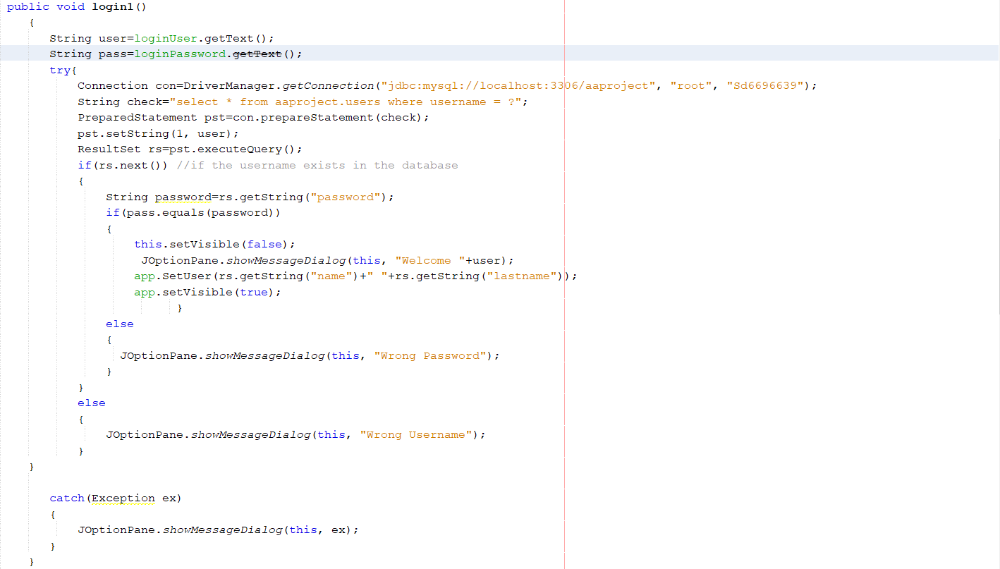 public void login1()
{
String user=loginUser.getText();
String pass=loginPassword.getText();
try{
Connection con=DriverManager.getConnection("jdbc:mysql://localhost:3306/aaproject", "root", "Sd6696639");
String check="select * from aaproject.users where username = ?";
PreparedStatement pst=con.prepareStatement(check);
pst.setString(1, user);
ResultSet rs=pst.executeQuery();
if(rs.next()) //if the username exists in the database
{
String password=rs.getString("password");
if(pass.equals(password))
{
this.setVisible(false);
JOptionPane.showMessageDialog(this, "Welcome "+user);
app.SetUser(rs.getString("name")+" "+rs.getString("lastname"));
app.setVisible(true);
}
else
{
JOptionPane.showMessageDialog(this, "Wrong Password");
}
}
else
{
JOptionPane.showMessageDialog(this, "Wrong Username");
}
}
catch(Exception ex)
{
JOptionPane.showMessageDialog(this, ex);
}
}